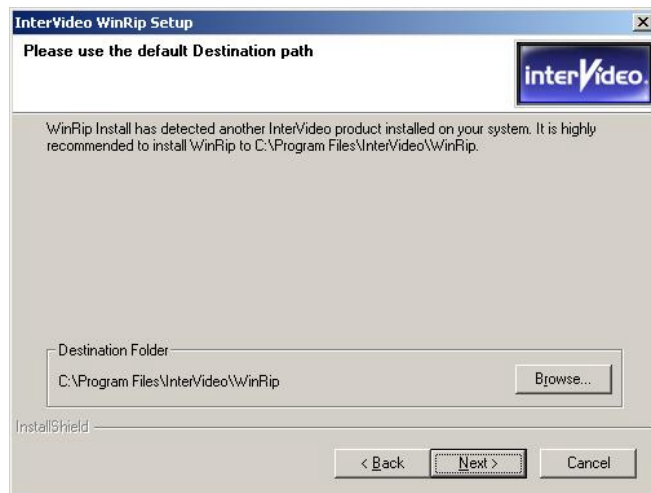 InterVideo WinRip Setup
Please use the default Destination path
interVideo.
WinRip Install has detected another InterVideo product installed on your system. It is highly
recommended to install WinRip to C:\Program Files\InterVideo\WinRip.
Destination Folder
C:\Program Files\InterVideo\WinRip
Browse...
InstallShield
< Back
Next >
Cancel